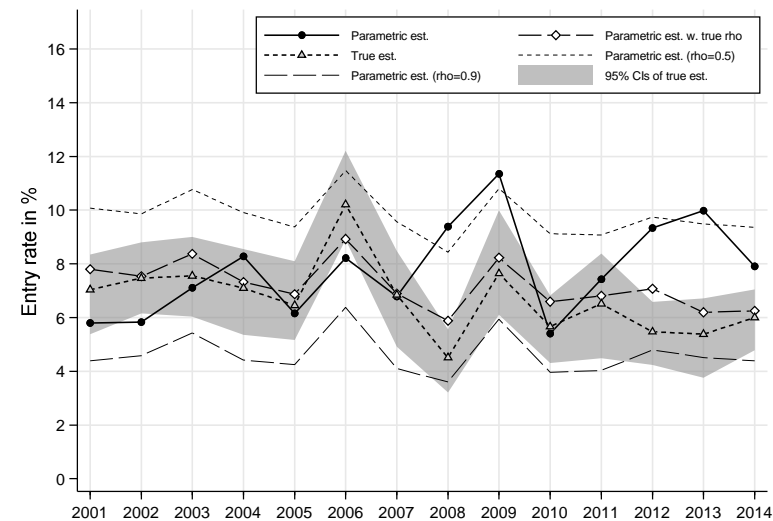 Parametric est.
Parametric est. w. true rho
True est.
Parametric est. (rho=0.5)
Parametric est. (rho=0.9)
95% CIs of true est.
Entry rate in %
16
14
12
10
8
6
4
2
0
2001 2002 2003 2004 2005 2006 2007 2008 2009 2010 2011 2012 2013 2014